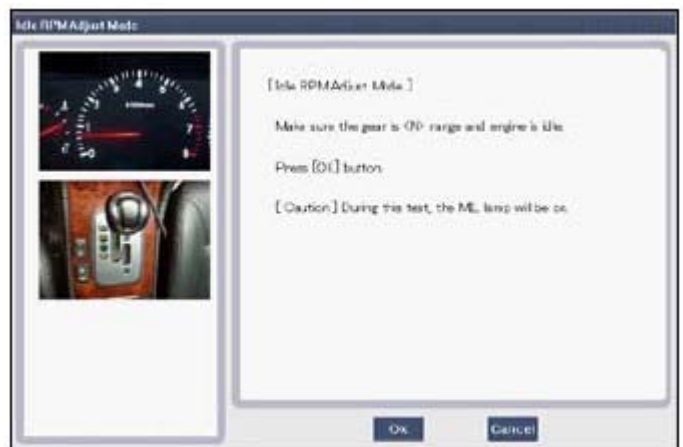 Idle RPM Adjust Mode
[ Idle RPM Adjust Mode ]
Make sure the gear is <N> range and engine is idle
Press [OK] button
[ Caution ] During this test, the MIL lamp will be on.
OK
Cancel